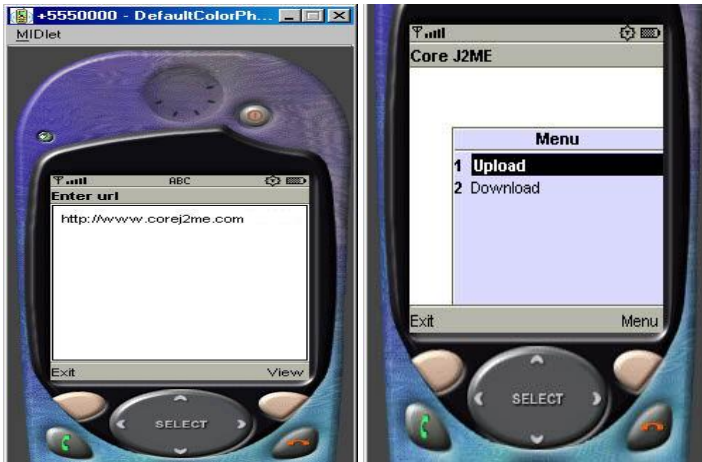 +5550000 - DefaultColorPh...
MIDlet
ABC
Enter url
http://www.corej2me.com
Exit View
SELECT
Core J2ME
Menu
1 Upload
2 Download
Exit Menu
SELECT